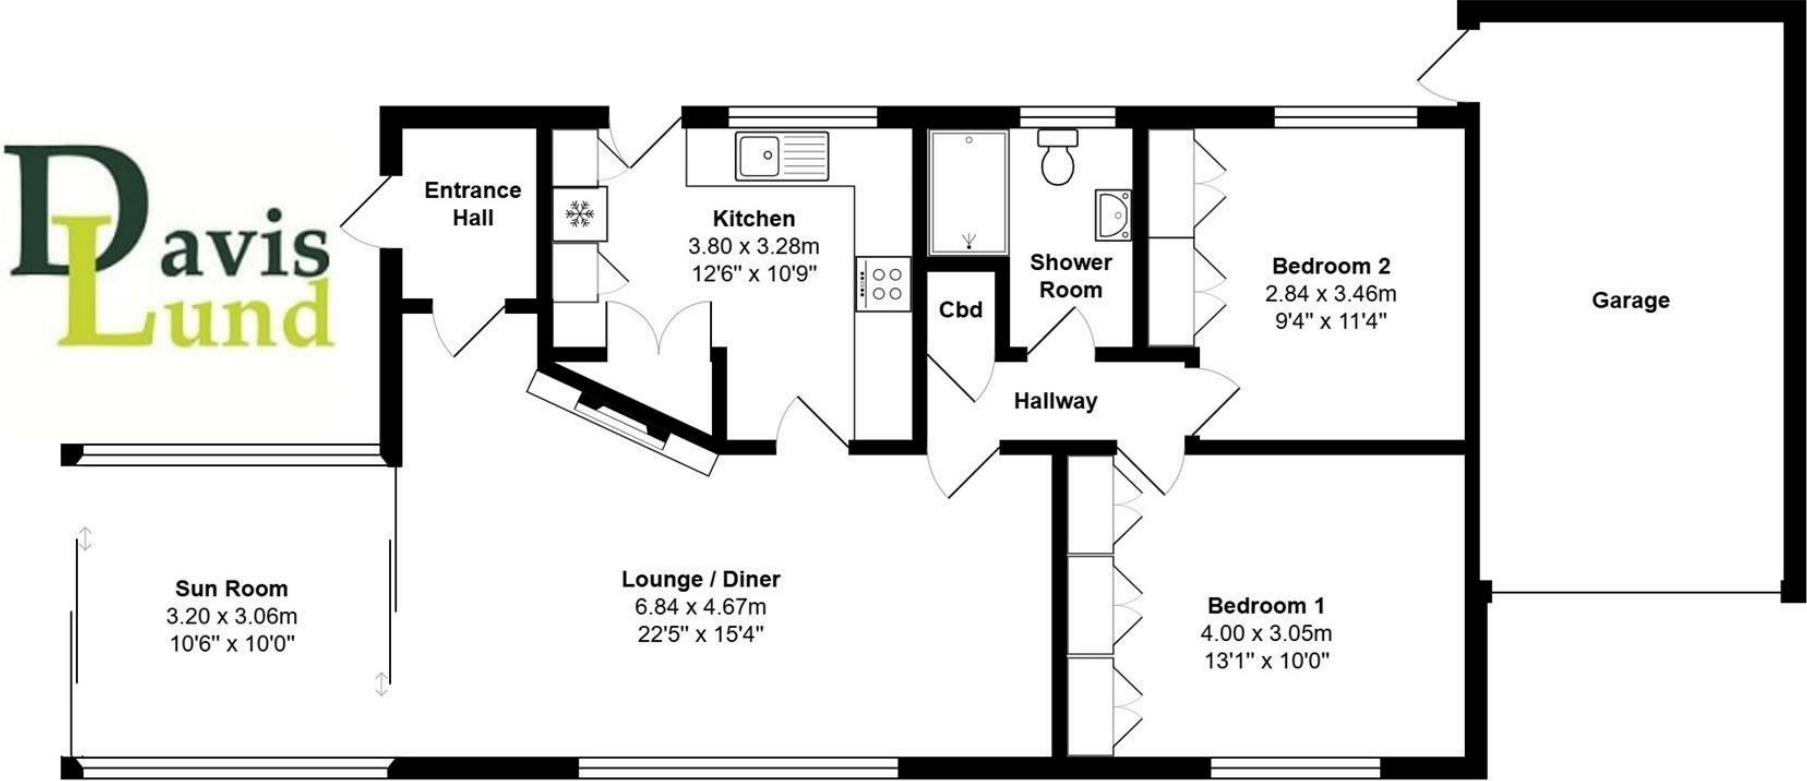 Davis
Lund
Entrance
Hall
Kitchen
3.80 x 3.28m
12'6" x 10'9"
Shower
Room
Cbd
Hallway
Bedroom 2
2.84 x 3.46m
9'4" x 11'4"
Garage
Sun Room
3.20 x 3.06m
10'6" x 10'0"
Lounge / Diner
6.84 x 4.67m
22'5" x 15'4"
Bedroom 1
4.00 x 3.05m
13'1" x 10'0"